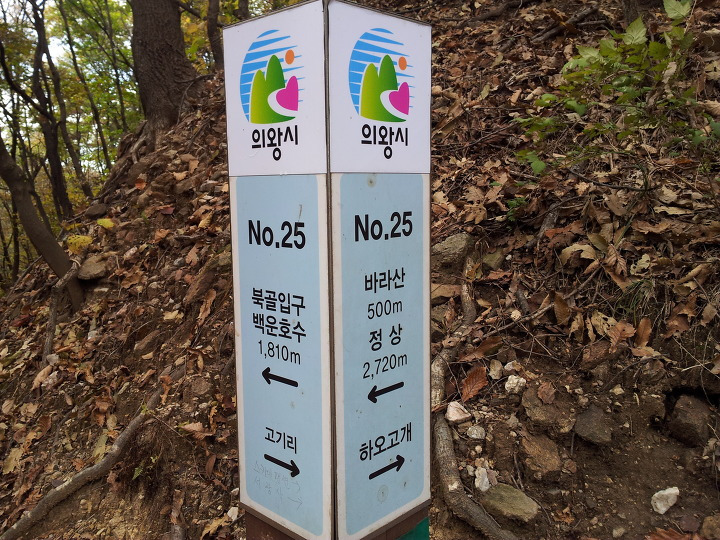 의왕시
No.25
북골입구
백운호수
1,810m
←
고기리
→
의왕시
No.25
바라산
500m
정상
2,720m
←
하오고개
→